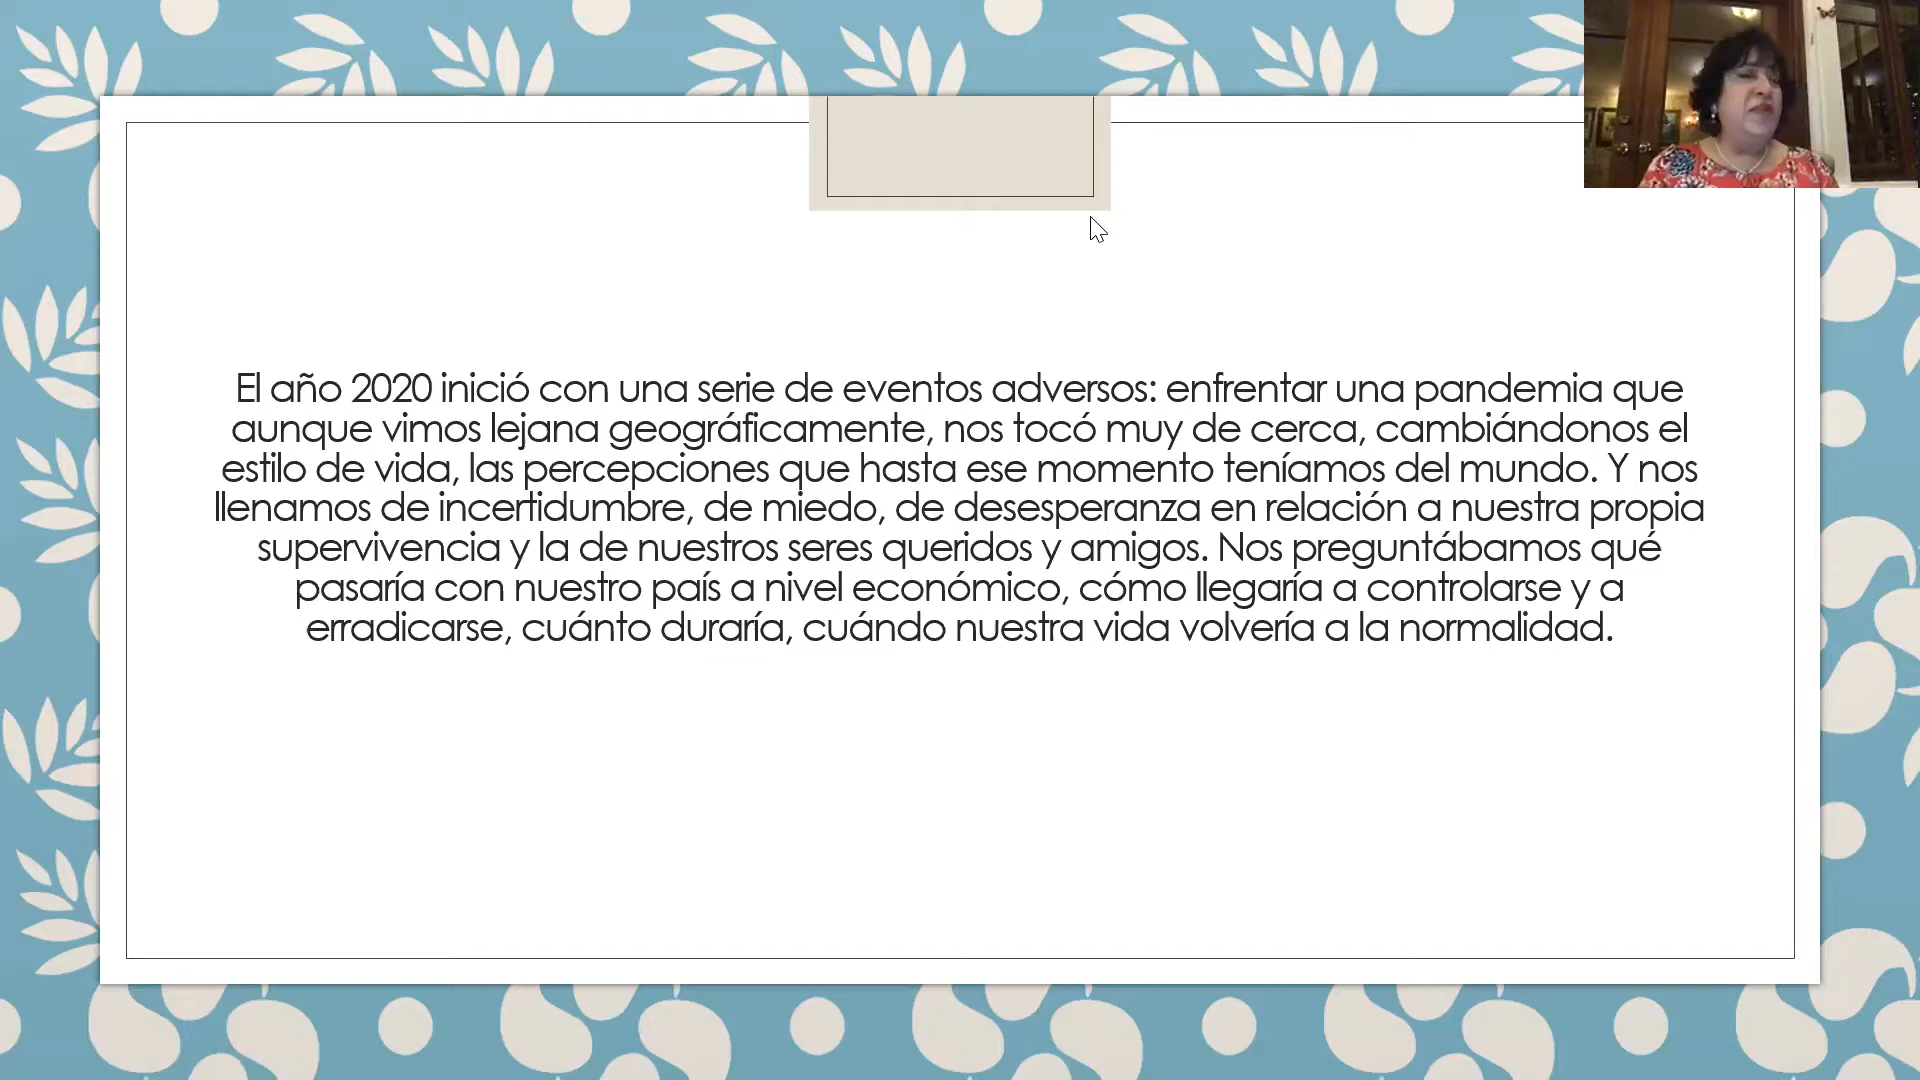 El año 2020 inició con una serie de eventos adversos: enfrentar una pandemia que
aunque vimos lejana geográficamente, nos tocó muy de cerca, cambiándonos el
estilo de vida, las percepciones que hasta ese momento teníamos del mundo. Y nos
llenamos de incertidumbre, de miedo, de desesperanza en relación a nuestra propia
supervivencia y la de nuestros seres queridos y amigos. Nos preguntábamos qué
pasaría con nuestro país a nivel económico, cómo llegaría a controlarse y a
erradicarse, cuánto duraría, cuándo nuestra vida volvería a la normalidad.